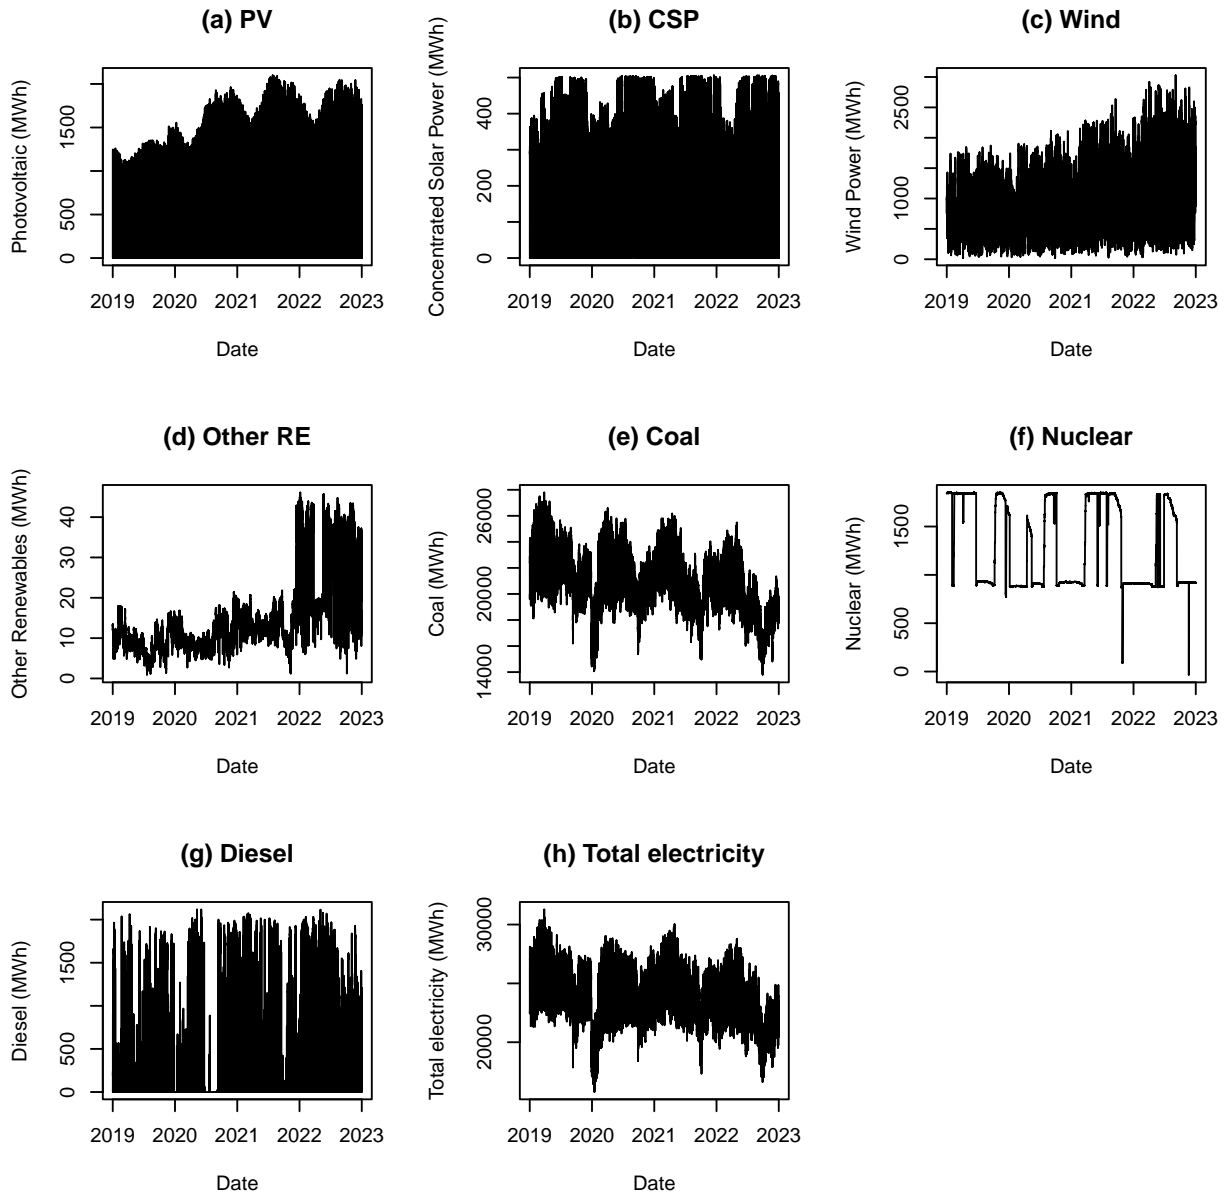 (a) PV
Photovoltaic (MWh)
1500
500
0
2019 2020 2021 2022 2023
Date
(b) CSP
Concentrated Solar Power (MWh)
400
200
0
2019 2020 2021 2022 2023
Date
(c) Wind
Wind Power (MWh)
2500
1000
0
2019 2020 2021 2022 2023
Date
(d) Other RE
Other Renewables (MWh)
40
30
20
10
0
2019 2020 2021 2022 2023
Date
(e) Coal
Coal (MWh)
26000
20000
14000
2019 2020 2021 2022 2023
Date
(f) Nuclear
Nuclear (MWh)
1500
500
0
2019 2020 2021 2022 2023
Date
(g) Diesel
Diesel (MWh)
1500
500
0
2019 2020 2021 2022 2023
Date
(h) Total electricity
Total electricity (MWh)
30000
20000
2019 2020 2021 2022 2023
Date